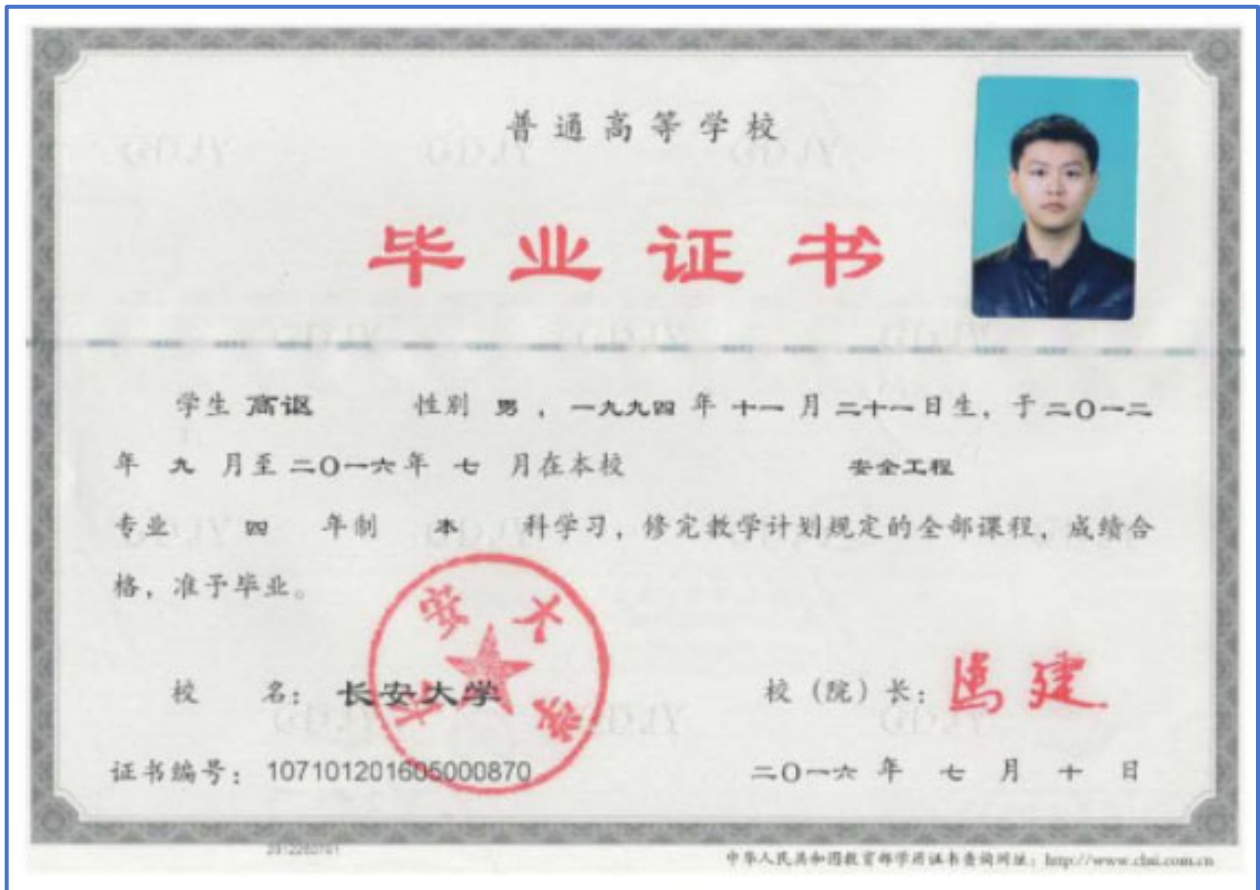 普通高等学校
毕业证书
学生 高讴 性别 男 ，一九九四 年 十一 月 二十一日生，于二〇一二
年 九 月至二〇一六年 七 月在本校 安全工程
专业 四 年制 本 科学习，修完教学计划规定的全部课程，成绩合
格，准予毕业。
长安大学
校 名：长安大学 校（院）长：马建
证书编号：107101201605000870 二〇一六 年 七 月 十 日
中华人民共和国教育部学历证书查询网址：http://www.chsi.com.cn